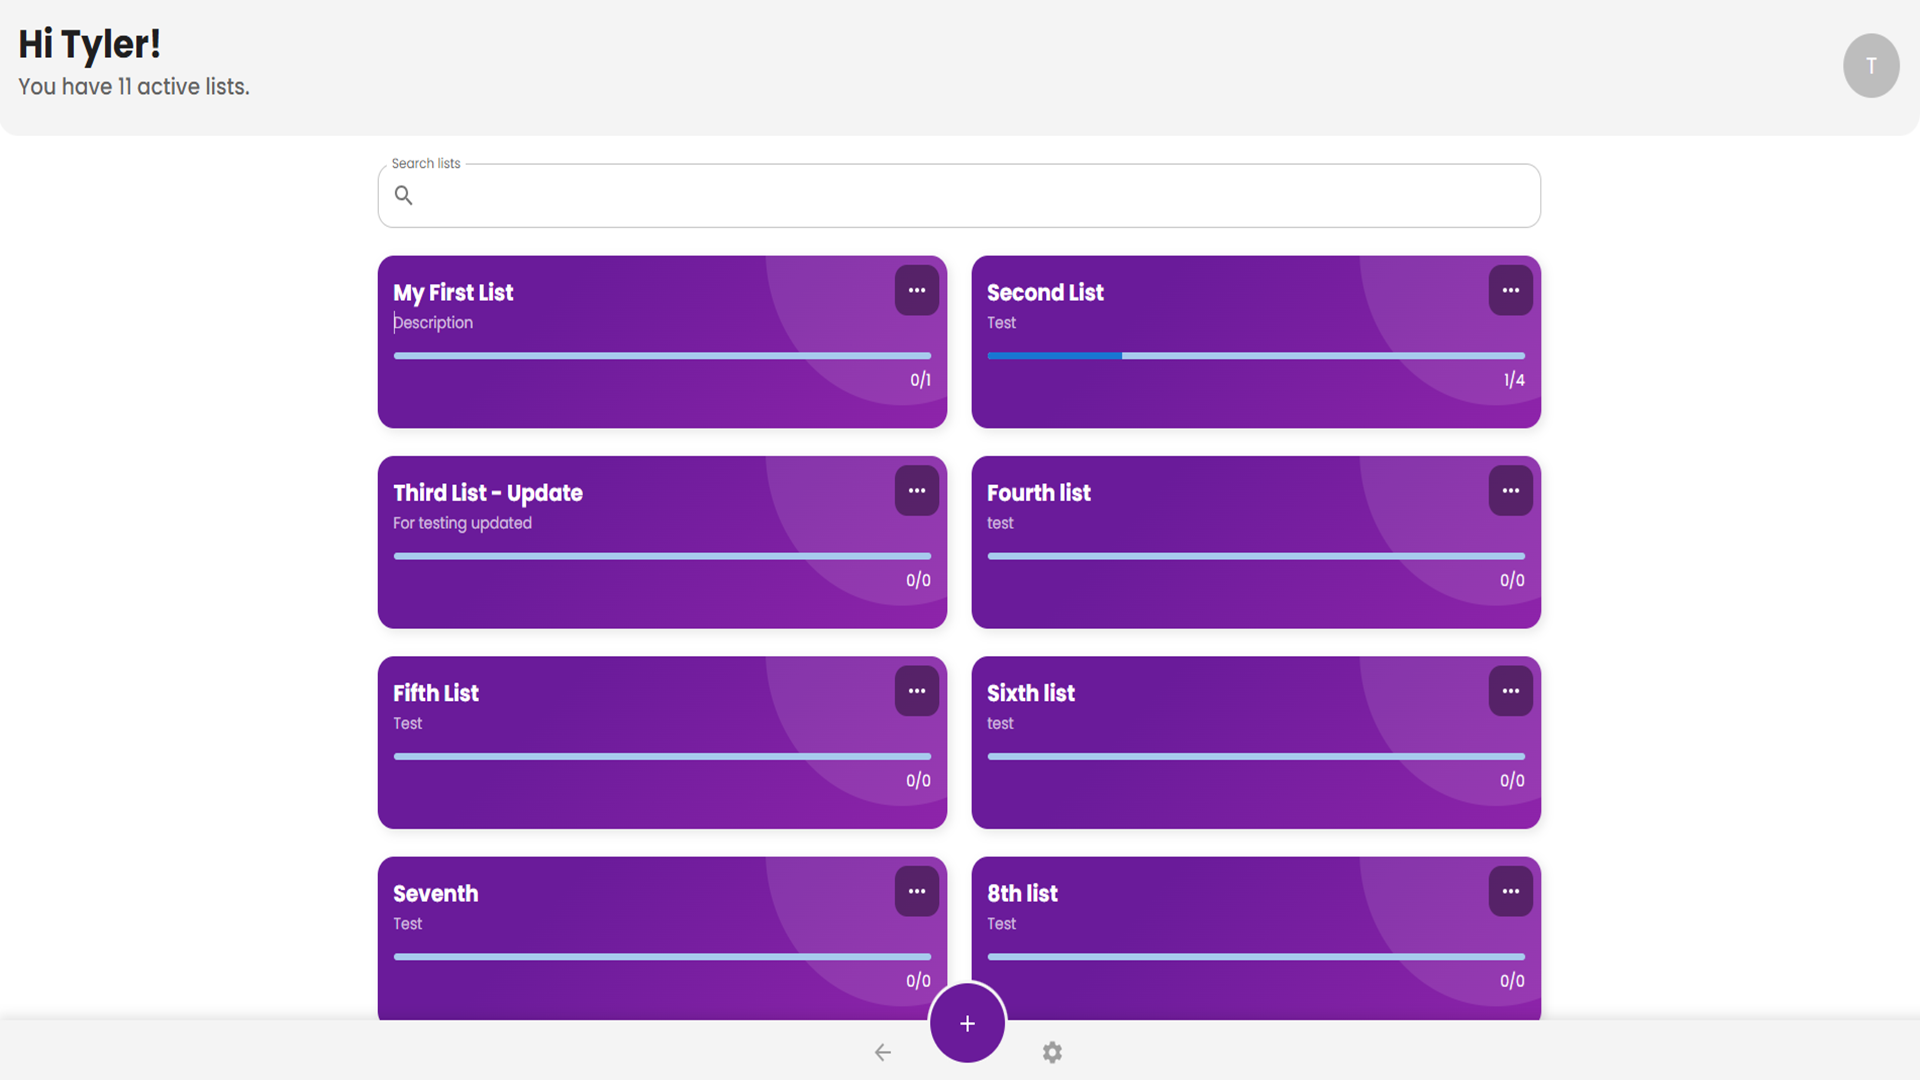 Hi Tyler!
You have 11 active lists.
T
Search lists
My First List
Description
0/1
Second List
Test
1/4
Third List - Update
For testing updated
0/0
Fourth list
test
0/0
Fifth List
Test
0/0
Sixth list
test
0/0
Seventh
Test
0/0
8th list
Test
0/0